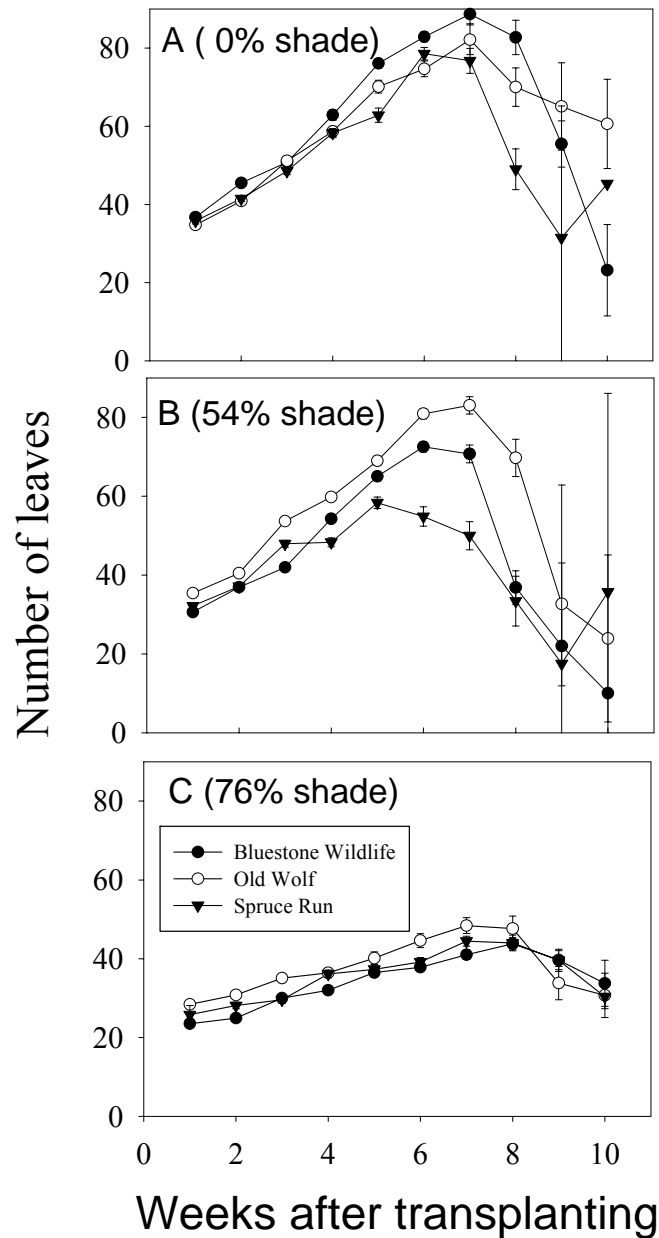 A ( 0% shade)
80
60
40
20
0
B (54% shade)
80
60
40
20
0
Number of leaves
C (76% shade)
80
60
40
20
0
Bluestone Wildlife
Old Wolf
Spruce Run
0 2 4 6 8 10
Weeks after transplanting